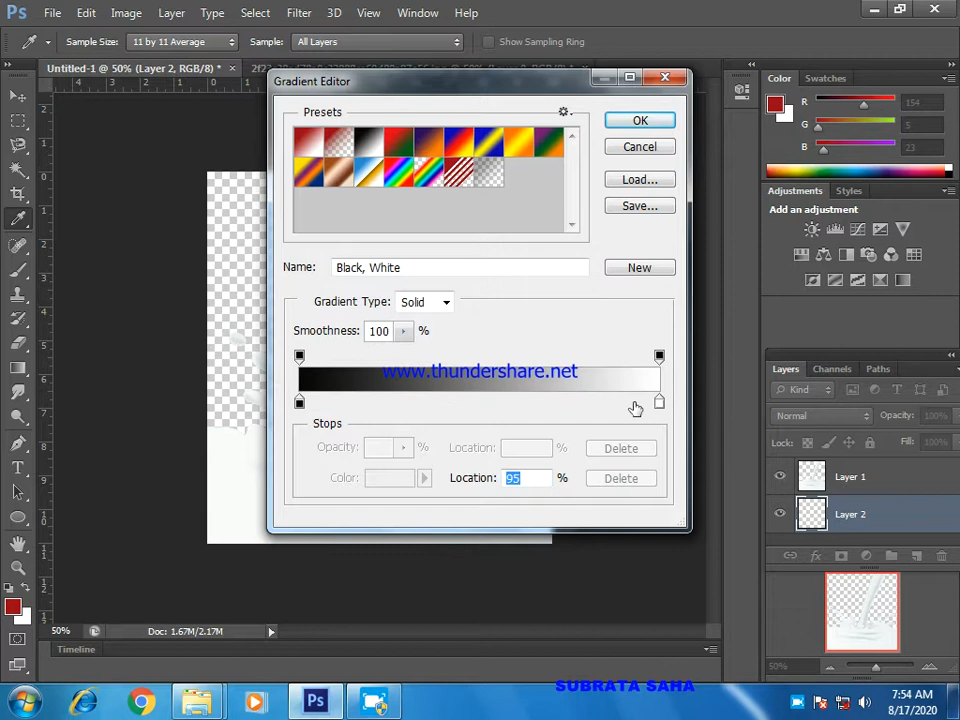 Ps File Edit Image Layer Type Select Filter 3D View Window Help
Sample Size: 11 by 11 Average Sample: All Layers Show Sampling Ring
Untitled-1 @ 50% (Layer 2, RGB/8) * ×
Gradient Editor
Presets
OK
Cancel
Load...
Save...
Name: Black, White
New
Gradient Type: Solid
Smoothness: 100 %
www.thundershare.net
Stops
Opacity: % Location: % Delete
Color: Location: 95 % Delete
Color Swatches
R 154
G 5
B 23
Adjustments Styles
Add an adjustment
Layers Channels Paths
Kind
Normal Opacity: 100%
Lock: Fill: 100%
Layer 1
Layer 2
50%
50% Doc: 1.67M/2.17M
Timeline
SUBRATA SAHA
Ps
7:54 AM
8/17/2020